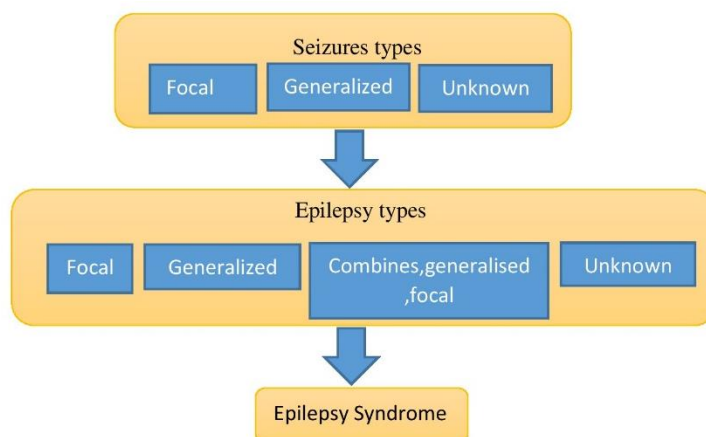 Seizures types
Focal
Generalized
Unknown
Epilepsy types
Focal
Generalized
Combines,generalised
,focal
Unknown
Epilepsy Syndrome